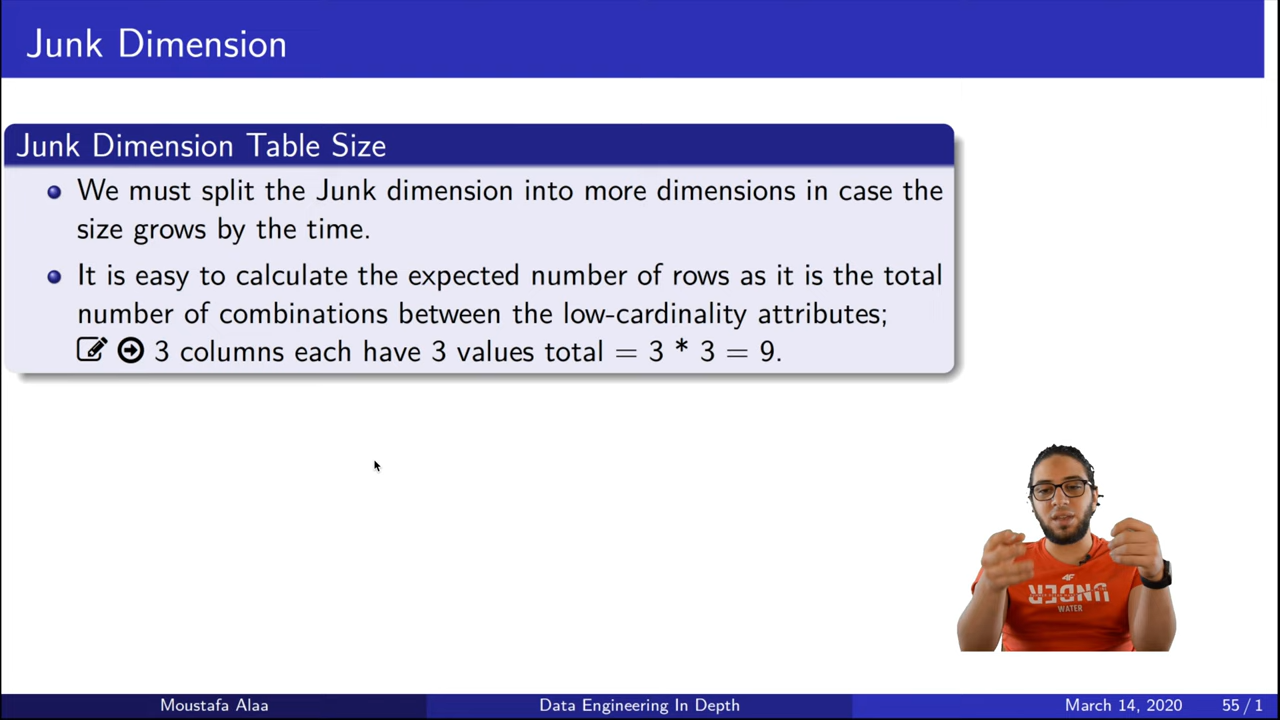 Junk Dimension
Junk Dimension Table Size
We must split the Junk dimension into more dimensions in case the
size grows by the time.
It is easy to calculate the expected number of rows as it is the total
number of combinations between the low-cardinality attributes;
3 columns each have 3 values total = 3 * 3 = 9.
4F
UNDER
WATER
Moustafa Alaa
Data Engineering In Depth
March 14, 2020
55 / 1